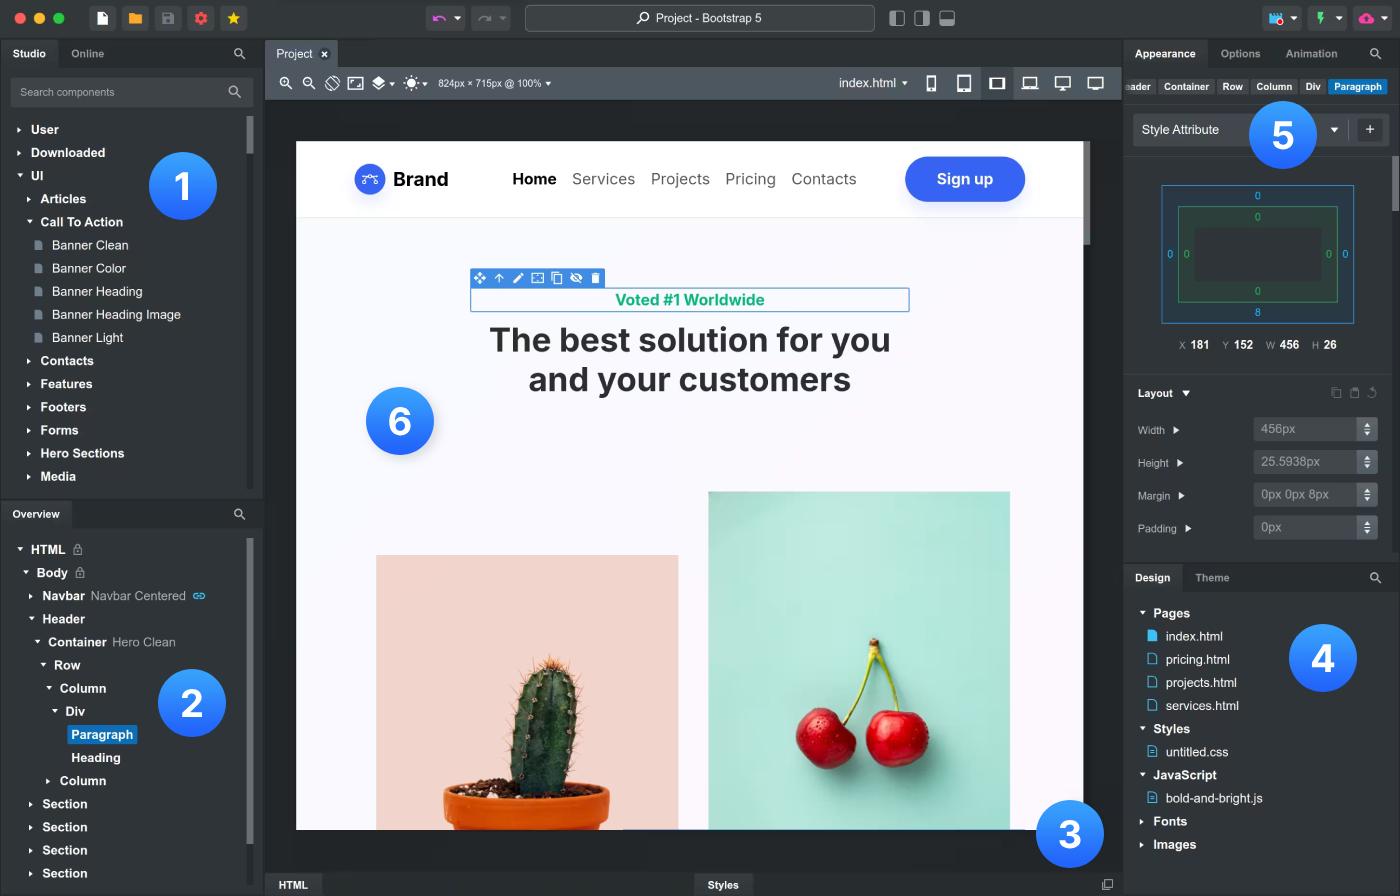 Project - Bootstrap 5
Studio
Online
Search components
User
Downloaded
UI
Articles
Call To Action
Banner Clean
Banner Color
Banner Heading
Banner Heading Image
Banner Light
Contacts
Features
Footers
Forms
Hero Sections
Media
1
Overview
HTML
Body
Navbar Navbar Centered
Header
Container Hero Clean
Row
Column
Div
Paragraph
Heading
Column
Section
Section
Section
Section
2
Project
824px × 715px @ 100%
index.html
Brand
Home Services Projects Pricing Contacts
Sign up
Voted #1 Worldwide
The best solution for you
and your customers
6
3
HTML
Styles
Appearance Options Animation
eader Container Row Column Div Paragraph
Style Attribute
+
5
0
0
0 0 0 0
0
8
X 181 Y 152 W 456 H 26
Layout
Width 456px
Height 25.5938px
Margin 0px 0px 8px
Padding 0px
Design Theme
Pages
index.html
pricing.html
projects.html
services.html
Styles
untitled.css
JavaScript
bold-and-bright.js
Fonts
Images
4